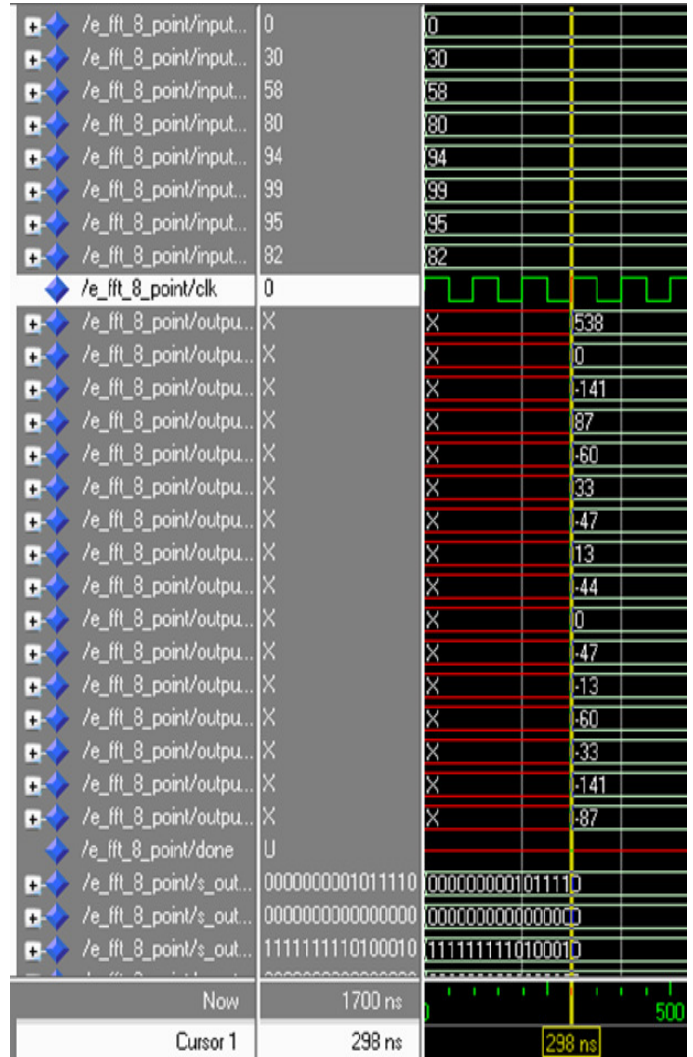 /e_fft_8_point/input... 0 0
/e_fft_8_point/input... 30 30
/e_fft_8_point/input... 58 58
/e_fft_8_point/input... 80 80
/e_fft_8_point/input... 94 94
/e_fft_8_point/input... 99 99
/e_fft_8_point/input... 95 95
/e_fft_8_point/input... 82 82
/e_fft_8_point/clk 0
/e_fft_8_point/outpu... X X 538
/e_fft_8_point/outpu... X X 0
/e_fft_8_point/outpu... X X -141
/e_fft_8_point/outpu... X X 87
/e_fft_8_point/outpu... X X -60
/e_fft_8_point/outpu... X X 33
/e_fft_8_point/outpu... X X -47
/e_fft_8_point/outpu... X X 13
/e_fft_8_point/outpu... X X -44
/e_fft_8_point/outpu... X X 0
/e_fft_8_point/outpu... X X -47
/e_fft_8_point/outpu... X X -13
/e_fft_8_point/outpu... X X -60
/e_fft_8_point/outpu... X X -33
/e_fft_8_point/outpu... X X -141
/e_fft_8_point/outpu... X X -87
/e_fft_8_point/done U
/e_fft_8_point/s_out... 0000000001011110 0000000001011110
/e_fft_8_point/s_out... 0000000000000000 0000000000000000
/e_fft_8_point/s_out... 1111111110100010 1111111110100010
Now 1700 ns 500
Cursor 1 298 ns 298 ns